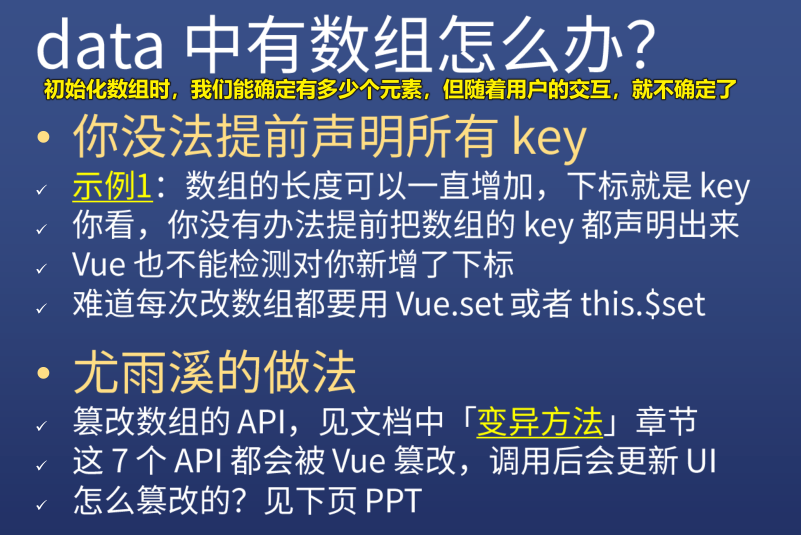 data 中有数组怎么办？
初始化数组时，我们能确定有多少个元素，但随着用户的交互，就不确定了
• 你没法提前声明所有 key
✓ 示例1：数组的长度可以一直增加，下标就是 key
✓ 你看，你没有办法提前把数组的 key 都声明出来
✓ Vue 也不能检测对你新增了下标
✓ 难道每次改数组都要用 Vue.set 或者 this.$set
• 尤雨溪的做法
✓ 篡改数组的 API，见文档中「变异方法」章节
✓ 这 7 个 API 都会被 Vue 篡改，调用后会更新 UI
✓ 怎么篡改的？见下页 PPT